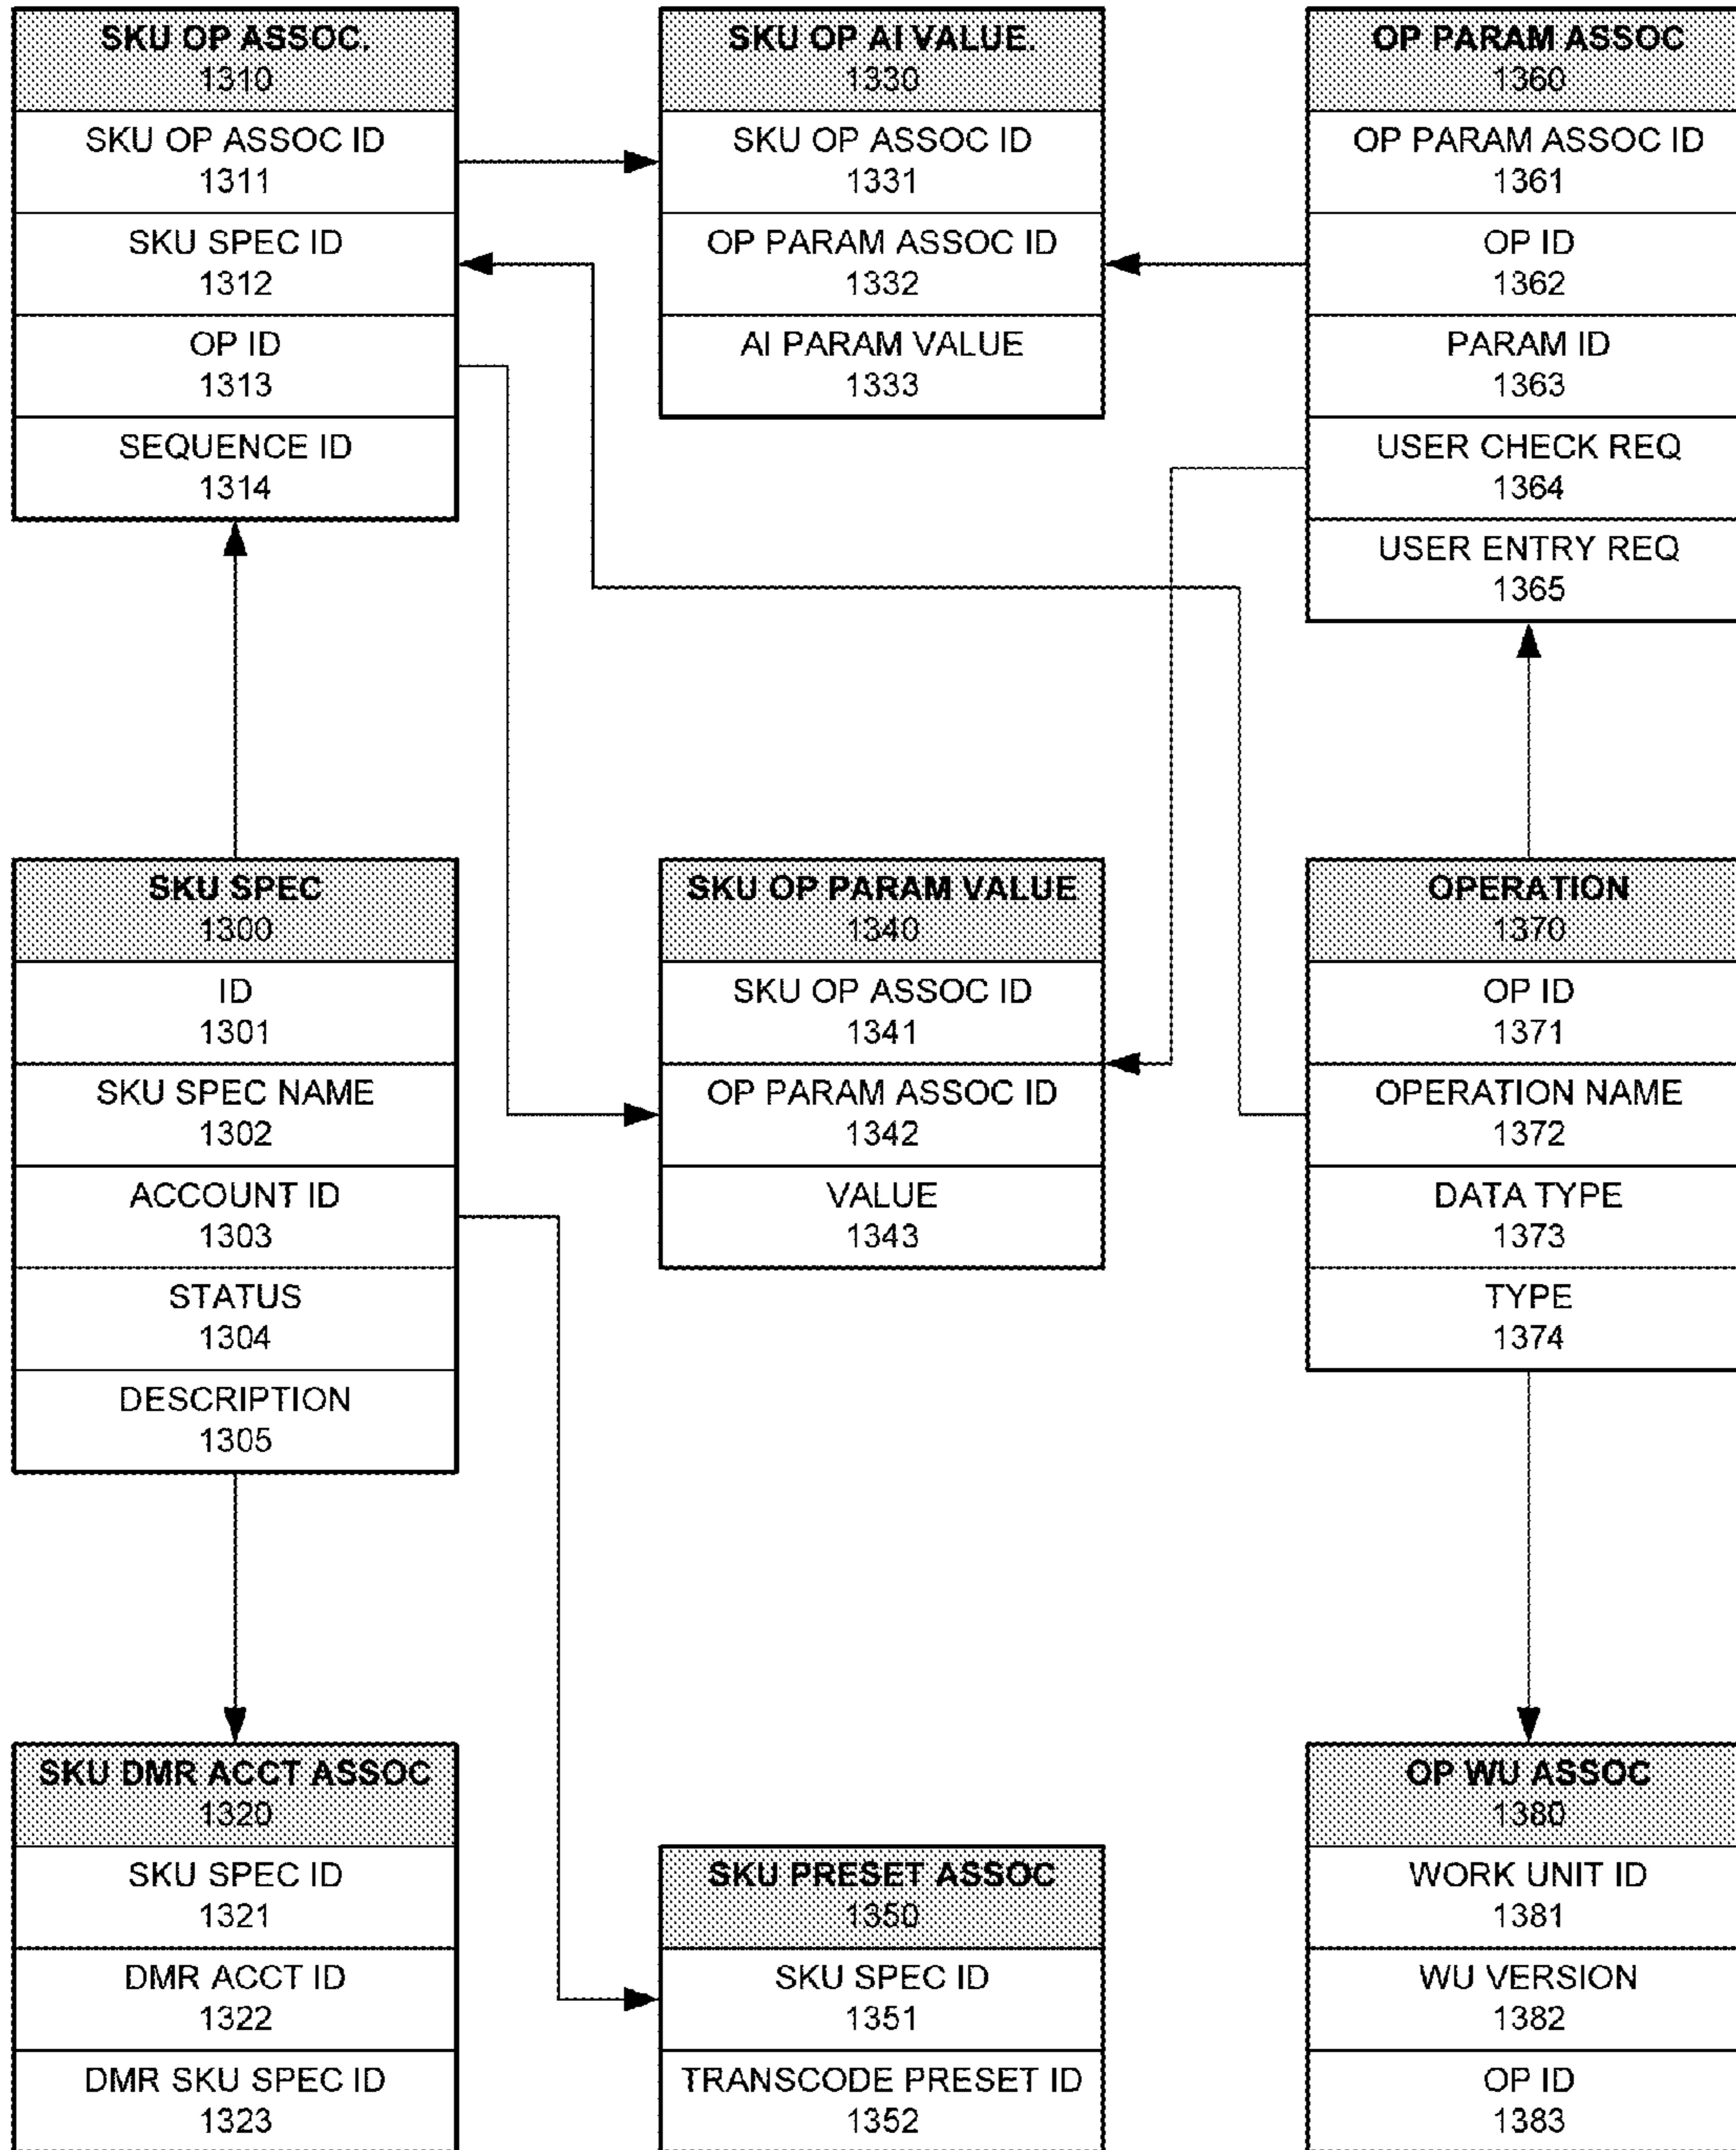 SKU OP ASSOC.
1310
SKU OP ASSOC ID
1311
SKU SPEC ID
1312
OP ID
1313
SEQUENCE ID
1314
SKU OP AI VALUE.
1330
SKU OP ASSOC ID
1331
OP PARAM ASSOC ID
1332
AI PARAM VALUE
1333
OP PARAM ASSOC
1360
OP PARAM ASSOC ID
1361
OP ID
1362
PARAM ID
1363
USER CHECK REQ
1364
USER ENTRY REQ
1365
SKU SPEC
1300
ID
1301
SKU SPEC NAME
1302
ACCOUNT ID
1303
STATUS
1304
DESCRIPTION
1305
SKU OP PARAM VALUE
1340
SKU OP ASSOC ID
1341
OP PARAM ASSOC ID
1342
VALUE
1343
OPERATION
1370
OP ID
1371
OPERATION NAME
1372
DATA TYPE
1373
TYPE
1374
SKU DMR ACCT ASSOC
1320
SKU SPEC ID
1321
DMR ACCT ID
1322
DMR SKU SPEC ID
1323
SKU PRESET ASSOC
1350
SKU SPEC ID
1351
TRANSCODE PRESET ID
1352
OP WU ASSOC
1380
WORK UNIT ID
1381
WU VERSION
1382
OP ID
1383